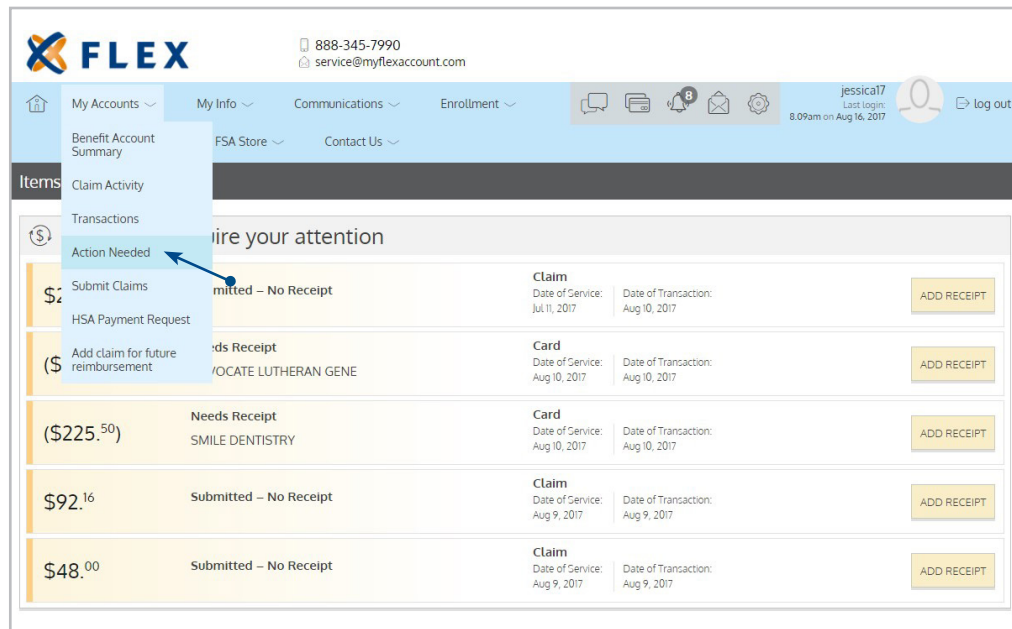 FLEX
888-345-7990
service@myflexaccount.com
My Accounts
My Info
Communications
Enrollment
8
jessica17
Last login:
8.09am on Aug 16, 2017
log out
FSA Store
Contact Us
Benefit Account
Summary
Claim Activity
Transactions
Action Needed
Submit Claims
HSA Payment Request
Add claim for future
reimbursement
Items
your attention
– No Receipt
Claim
Date of Service:
Jul 11, 2017
Date of Transaction:
Aug 10, 2017
ADD RECEIPT
Receipt
LUTHERAN GENE
Card
Date of Service:
Aug 10, 2017
Date of Transaction:
Aug 10, 2017
ADD RECEIPT
($225.50)
Needs Receipt
SMILE DENTISTRY
Card
Date of Service:
Aug 10, 2017
Date of Transaction:
Aug 10, 2017
ADD RECEIPT
$92.16
Submitted – No Receipt
Claim
Date of Service:
Aug 9, 2017
Date of Transaction:
Aug 9, 2017
ADD RECEIPT
$48.00
Submitted – No Receipt
Claim
Date of Service:
Aug 9, 2017
Date of Transaction:
Aug 9, 2017
ADD RECEIPT